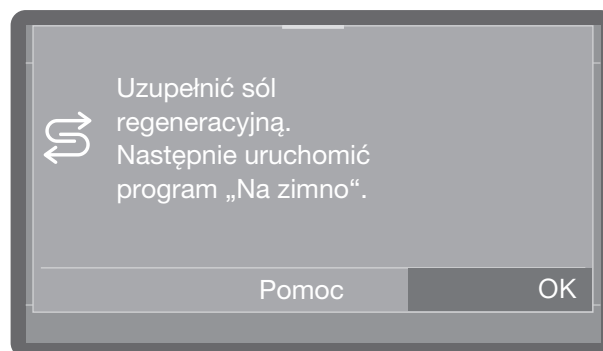 Uzupełnić sól
regeneracyjną.
Następnie uruchomić
program „Na zimno“.
Pomoc
OK